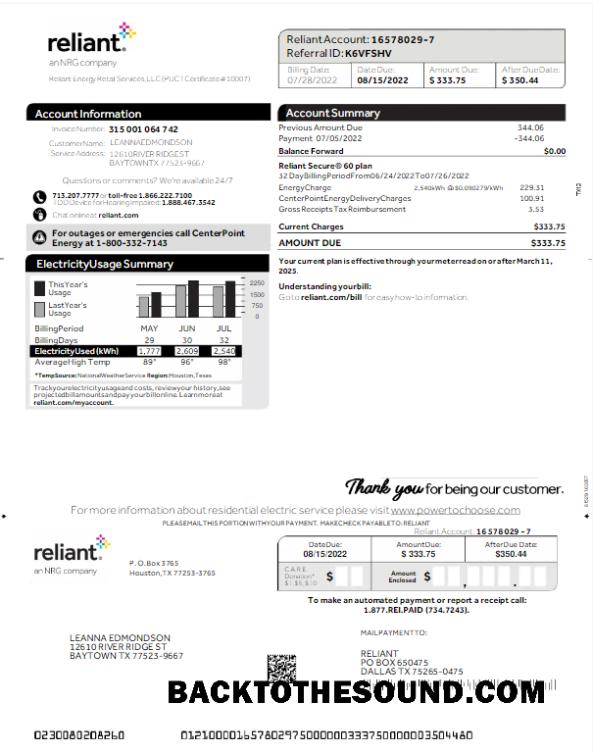 reliant.
an NRG company
Reliant Energy Retail Services, LLC (PUCT Certificate #10007)
Reliant Account: 16578029-7
Referral ID: K6VFSHV
Billing Date: 07/28/2022
Date Due: 08/15/2022
Amount Due: $ 333.75
After Due Date: $ 350.44
Account Information
Invoice Number: 315 001 064 742
Customer Name: LEANNA EDMONDSON
Service Address: 12610 RIVER RIDGE ST
BAYTOWN TX 77523-9667
Questions or comments? We're available 24/7
713.207.7777 or toll-free 1.866.222.7100
TDD Device for Hearing Impaired: 1.888.467.3542
Chat online at reliant.com
For outages or emergencies call CenterPoint
Energy at 1-800-332-7143
Electricity Usage Summary
This Year's Usage
Last Year's Usage
2250
1500
750
0
Billing Period MAY JUN JUL
Billing Days 29 30 32
Electricity Used (kWh) 1,777 2,609 2,540
Average High Temp 89° 96° 98°
*Temp Source: National Weather Service Region: Houston, Texas
Track your electricity usage and costs, review your history, see
projected bill amounts and pay your bill online. Learn more at
reliant.com/myaccount.
Account Summary
Previous Amount Due 344.06
Payment 07/05/2022 -344.06
Balance Forward $0.00
Reliant Secure® 60 plan
32 Day Billing Period From 06/24/2022 To 07/26/2022
Energy Charge 2,540 kWh @ $0.090279/kWh 229.31
CenterPoint Energy Delivery Charges 100.91
Gross Receipts Tax Reimbursement 3.53
Current Charges $333.75
AMOUNT DUE $333.75
Your current plan is effective through your meter read on or after March 11,
2025.
Understanding your bill:
Go to reliant.com/bill for easy how-to information.
Thank you for being our customer.
For more information about residential electric service please visit www.powertochoose.com
PLEASE MAIL THIS PORTION WITH YOUR PAYMENT. MAKE CHECK PAYABLE TO: RELIANT
Reliant Account: 16578029-7
reliant.
an NRG company
P.O. Box 3765
Houston, TX 77253-3765
Date Due: 08/15/2022
Amount Due: $ 333.75
After Due Date: $350.44
C.A.R.E. Donation* $1, $5, $10 $
Amount Enclosed $ , .
To make an automated payment or report a receipt call:
1.877.REI.PAID (734.7243).
LEANNA EDMONDSON
12610 RIVER RIDGE ST
BAYTOWN TX 77523-9667
MAIL PAYMENT TO:
RELIANT
PO BOX 650475
DALLAS TX 75265-0475
BACKTOTHESOUND.COM
0230080208260 0121000016578029750000003337500000350​4480